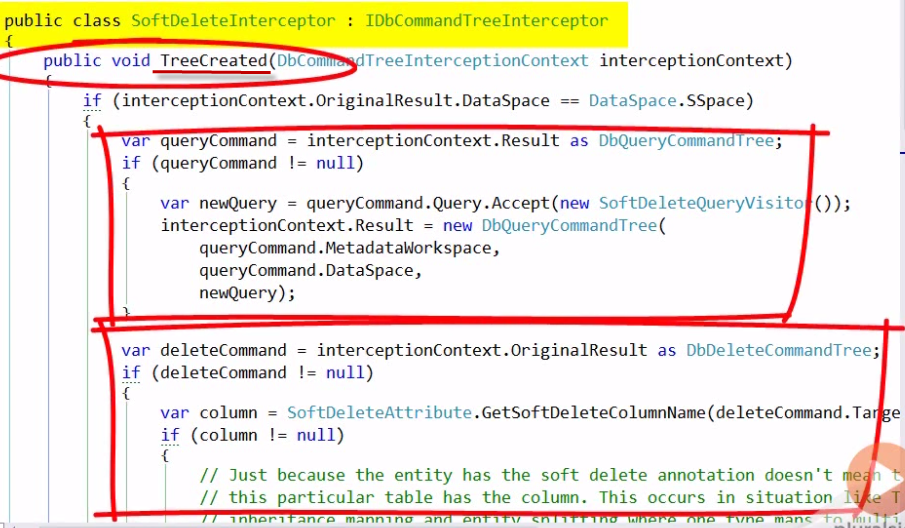 public class SoftDeleteInterceptor : IDbCommandTreeInterceptor
{
public void TreeCreated(DbCommandTreeInterceptionContext interceptionContext)
{
if (interceptionContext.OriginalResult.DataSpace == DataSpace.SSpace)
{
var queryCommand = interceptionContext.Result as DbQueryCommandTree;
if (queryCommand != null)
{
var newQuery = queryCommand.Query.Accept(new SoftDeleteQueryVisitor());
interceptionContext.Result = new DbQueryCommandTree(
queryCommand.MetadataWorkspace,
queryCommand.DataSpace,
newQuery);
}
var deleteCommand = interceptionContext.OriginalResult as DbDeleteCommandTree;
if (deleteCommand != null)
{
var column = SoftDeleteAttribute.GetSoftDeleteColumnName(deleteCommand.Targe
if (column != null)
{
// Just because the entity has the soft delete annotation doesn't mean t
// this particular table has the column. This occurs in situation like T
// inheritance mapping and entity splitting where one type maps to multi